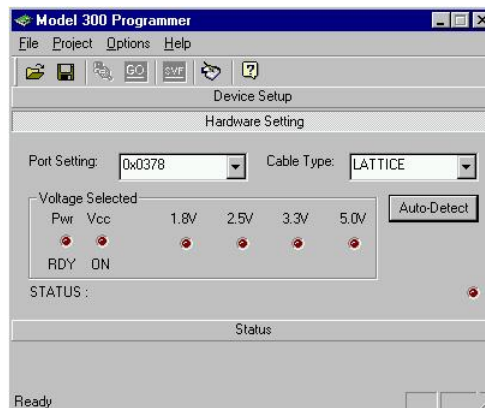 Model 300 Programmer
File Project Options Help
GO SVF
Device Setup
Hardware Setting
Port Setting: 0x0378 Cable Type: LATTICE
Voltage Selected
Pwr Vcc 1.8V 2.5V 3.3V 5.0V Auto-Detect
RDY ON
STATUS :
Status
Ready